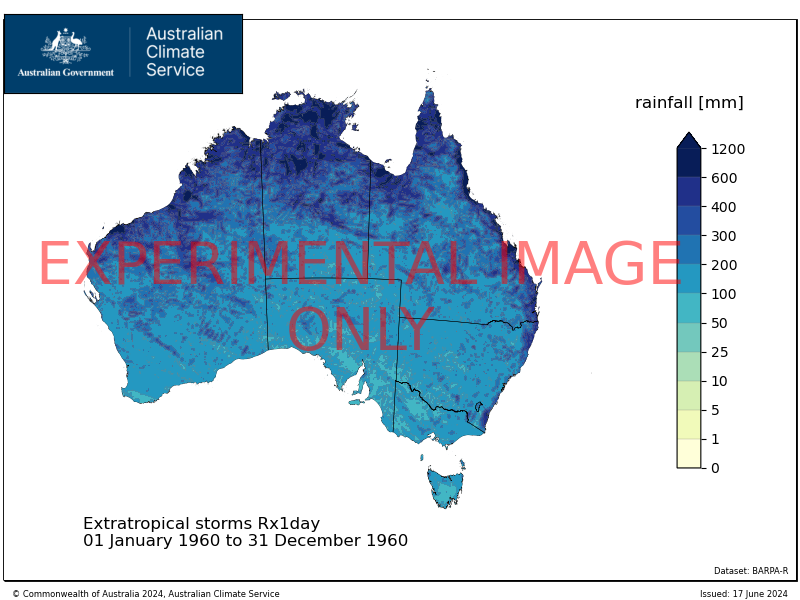 Australian Government
Australian
Climate
Service
rainfall [mm]
1200
600
400
300
200
100
50
25
10
5
1
0
EXPERIMENTAL IMAGE
ONLY
Extratropical storms Rx1day
01 January 1960 to 31 December 1960
Dataset: BARPA-R
© Commonwealth of Australia 2024, Australian Climate Service
Issued: 17 June 2024